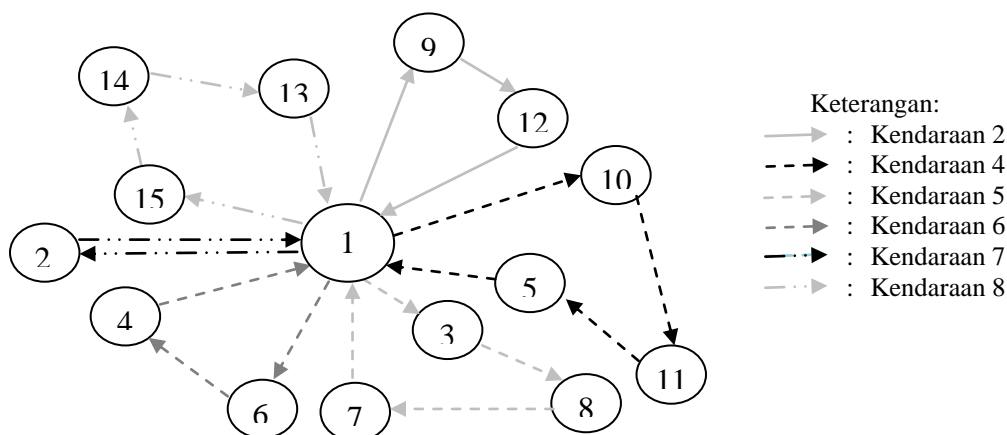 9
14
13
12
10
15
1
2
5
4
3
11
6
7
8
Keterangan:
: Kendaraan 2
: Kendaraan 4
: Kendaraan 5
: Kendaraan 6
: Kendaraan 7
: Kendaraan 8